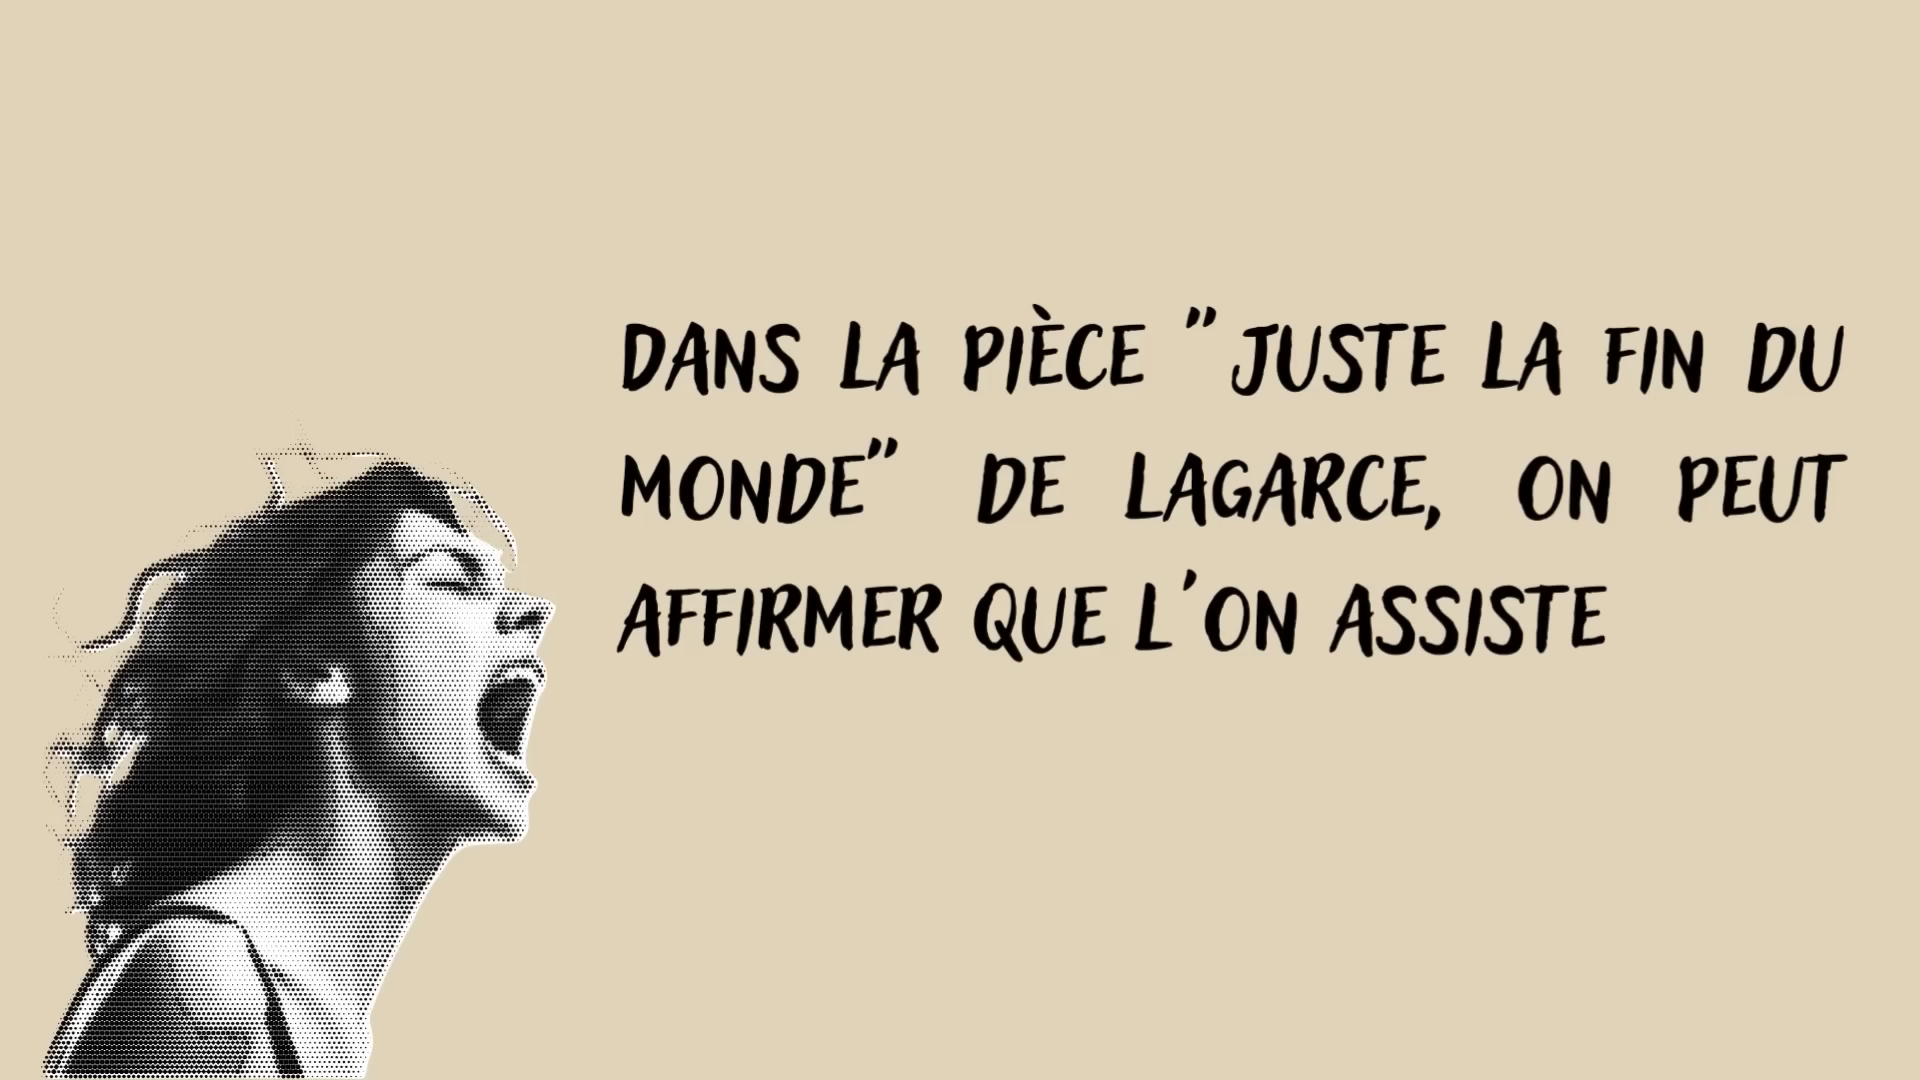 DANS LA PIÈCE "JUSTE LA FIN DU
MONDE" DE LAGARCE, ON PEUT
AFFIRMER QUE L'ON ASSISTE